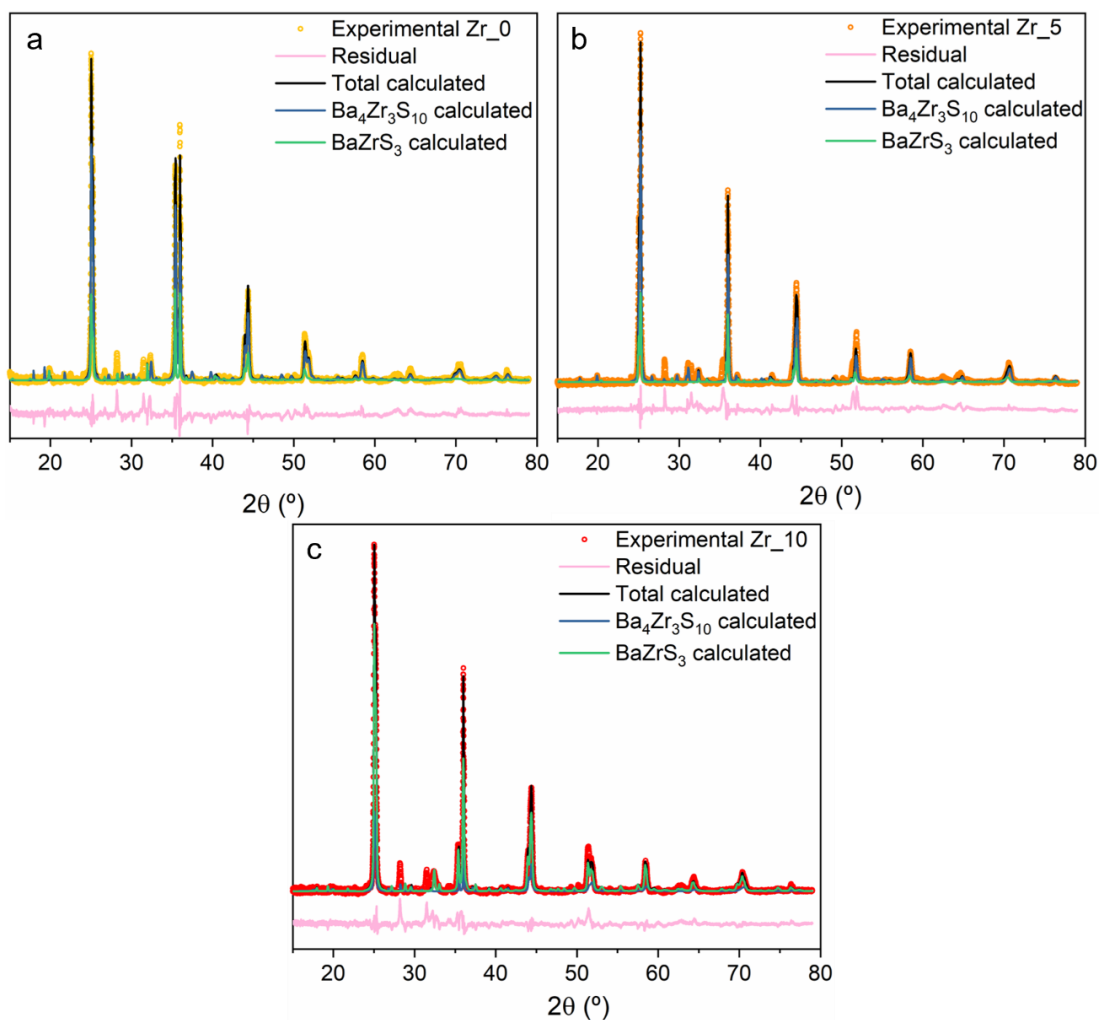 a
Experimental Zr_0
Residual
Total calculated
Ba₄Zr₃S₁₀ calculated
BaZrS₃ calculated
20 30 40 50 60 70 80
2θ (º)
b
Experimental Zr_5
Residual
Total calculated
Ba₄Zr₃S₁₀ calculated
BaZrS₃ calculated
20 30 40 50 60 70 80
2θ (º)
c
Experimental Zr_10
Residual
Total calculated
Ba₄Zr₃S₁₀ calculated
BaZrS₃ calculated
20 30 40 50 60 70 80
2θ (º)